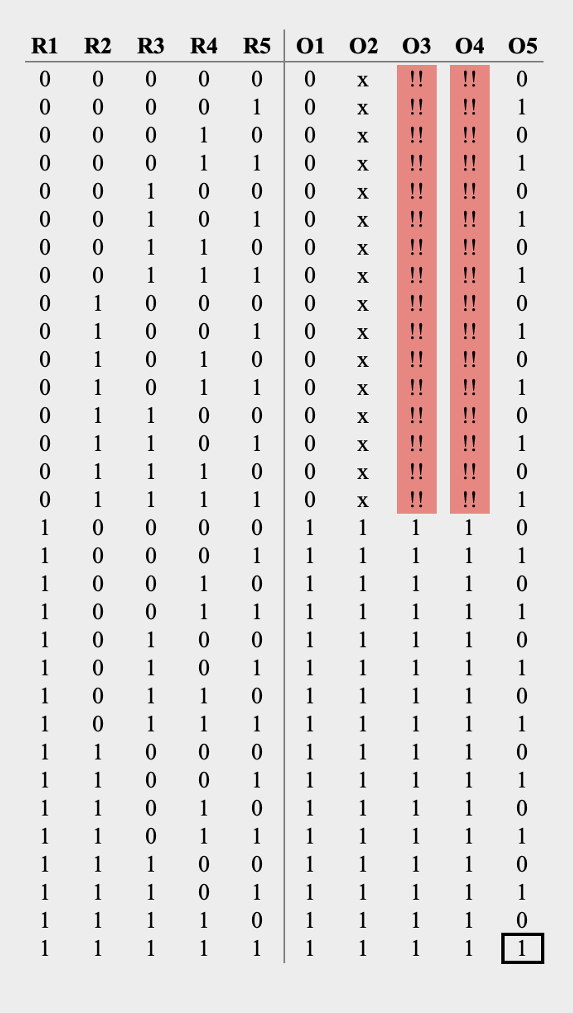 R1 R2 R3 R4 R5 O1 O2 O3 O4 O5
0 0 0 0 0 0 x !! !! 0
0 0 0 0 1 0 x !! !! 1
0 0 0 1 0 0 x !! !! 0
0 0 0 1 1 0 x !! !! 1
0 0 1 0 0 0 x !! !! 0
0 0 1 0 1 0 x !! !! 1
0 0 1 1 0 0 x !! !! 0
0 0 1 1 1 0 x !! !! 1
0 1 0 0 0 0 x !! !! 0
0 1 0 0 1 0 x !! !! 1
0 1 0 1 0 0 x !! !! 0
0 1 0 1 1 0 x !! !! 1
0 1 1 0 0 0 x !! !! 0
0 1 1 0 1 0 x !! !! 1
0 1 1 1 0 0 x !! !! 0
0 1 1 1 1 0 x !! !! 1
1 0 0 0 0 1 1 1 1 0
1 0 0 0 1 1 1 1 1 1
1 0 0 1 0 1 1 1 1 0
1 0 0 1 1 1 1 1 1 1
1 0 1 0 0 1 1 1 1 0
1 0 1 0 1 1 1 1 1 1
1 0 1 1 0 1 1 1 1 0
1 0 1 1 1 1 1 1 1 1
1 1 0 0 0 1 1 1 1 0
1 1 0 0 1 1 1 1 1 1
1 1 0 1 0 1 1 1 1 0
1 1 0 1 1 1 1 1 1 1
1 1 1 0 0 1 1 1 1 0
1 1 1 0 1 1 1 1 1 1
1 1 1 1 0 1 1 1 1 0
1 1 1 1 1 1 1 1 1 1